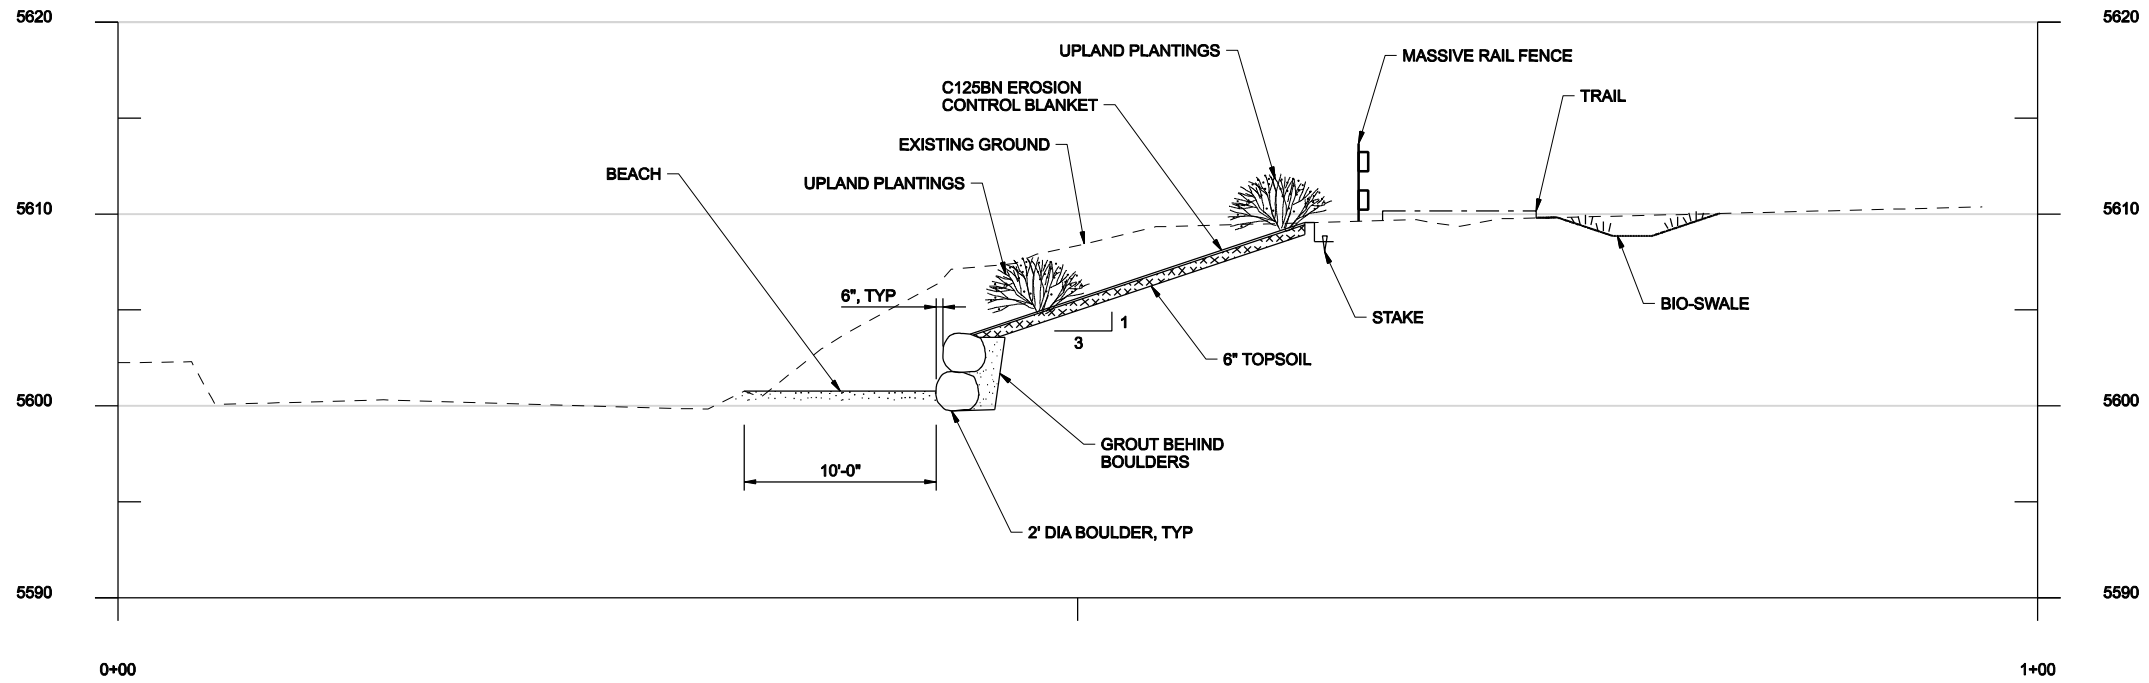 5620
5620
UPLAND PLANTINGS
MASSIVE RAIL FENCE
C125BN EROSION
CONTROL BLANKET
TRAIL
EXISTING GROUND
BEACH
UPLAND PLANTINGS
5610
5610
6", TYP
BIO-SWALE
STAKE
1
3
6" TOPSOIL
5600
5600
GROUT BEHIND
BOULDERS
10'-0"
2' DIA BOULDER, TYP
5590
5590
0+00
1+00